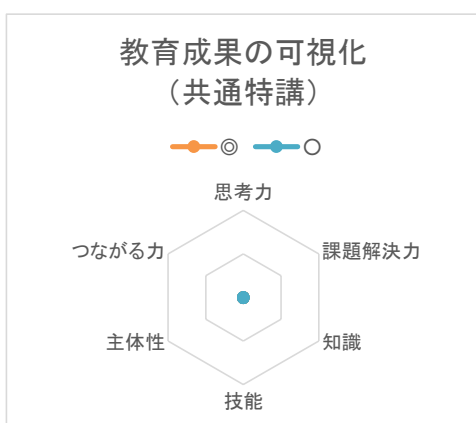 教育成果の可視化
（共通特講）
◎ ○
思考力
つながる力 課題解決力
主体性 知識
技能